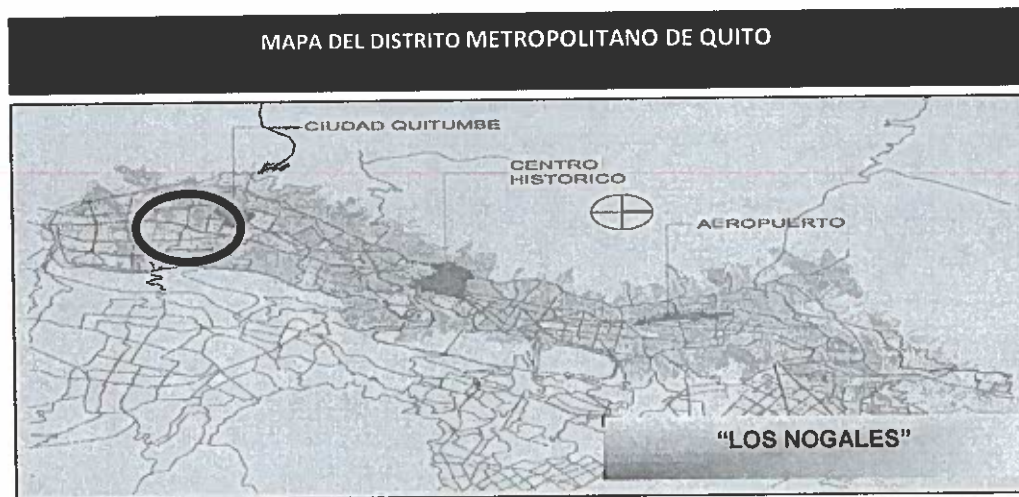 MAPA DEL DISTRITO METROPOLITANO DE QUITO
CIUDAD QUITUMBE
CENTRO
HISTORICO
AEROPUERTO
"LOS NOGALES"